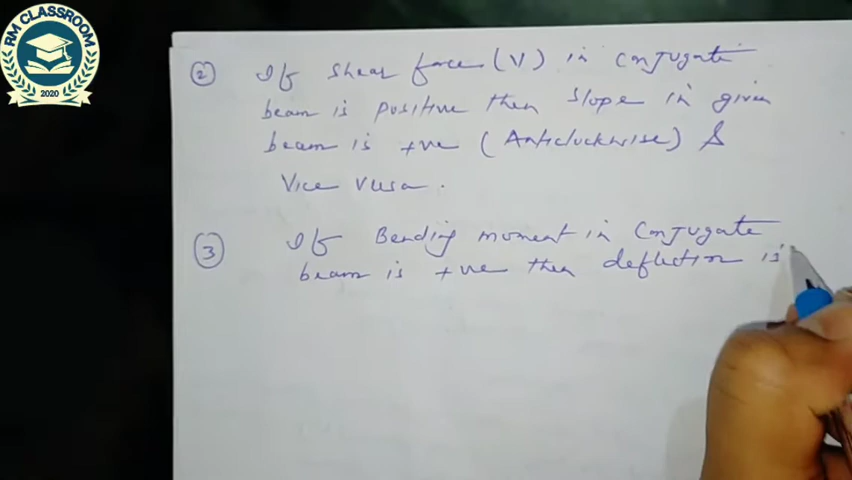 RM CLASSROOM
2020
② If Shear force (V) in Conjugate
beam is positive then Slope in given
beam is +ve (Anticlockwise) &
Vice Versa.
③ If Bending moment in Conjugate
beam is +ve then deflection is